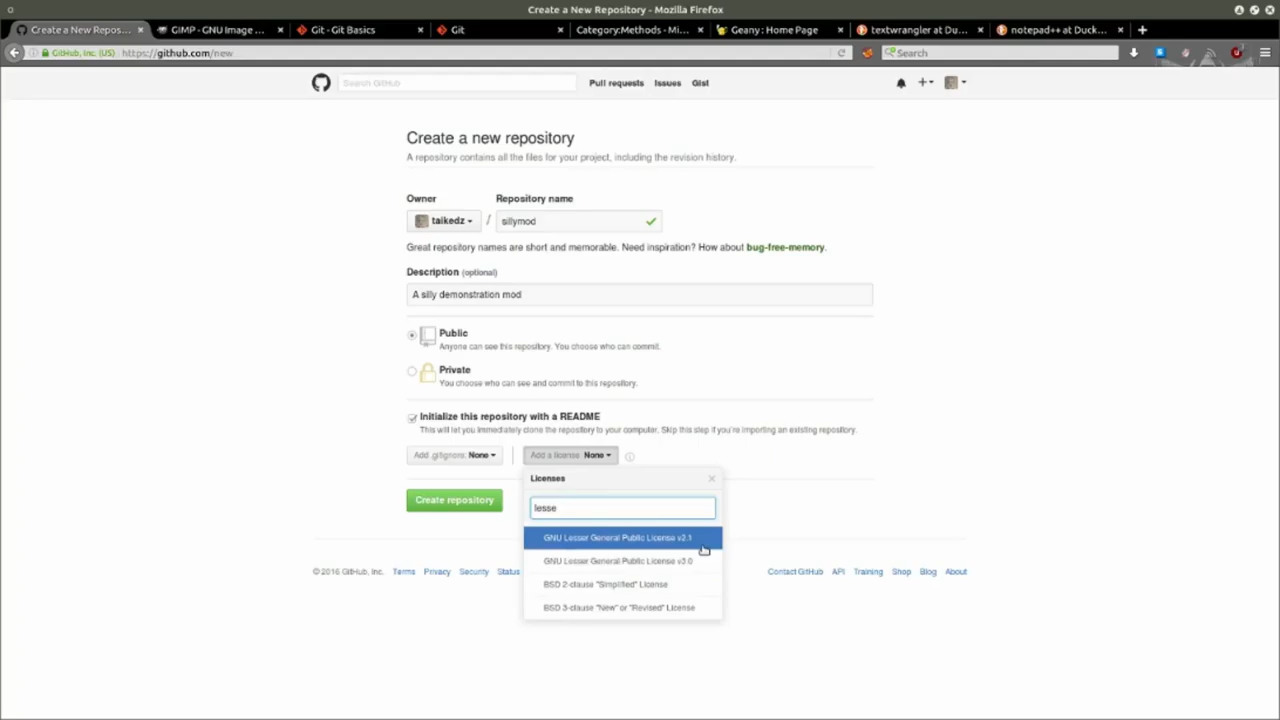 Create a New Repository - Mozilla Firefox
Create a New Repos... × GIMP - GNU Image ... × Git - Git Basics × Git × Category:Methods - Mi... × Geany : Home Page × textwrangler at Du... × notepad++ at Duck... ×
GitHub, Inc. (US) https://github.com/new Search
Search GitHub Pull requests Issues Gist
Create a new repository
A repository contains all the files for your project, including the revision history.
Owner Repository name
taikedz / sillymod
Great repository names are short and memorable. Need inspiration? How about bug-free-memory.
Description (optional)
A silly demonstration mod
Public
Anyone can see this repository. You choose who can commit.
Private
You choose who can see and commit to this repository.
Initialize this repository with a README
This will let you immediately clone the repository to your computer. Skip this step if you're importing an existing repository.
Add .gitignore: None Add a license: None
Licenses
Create repository
lesse
GNU Lesser General Public License v2.1
GNU Lesser General Public License v3.0
BSD 2-clause "Simplified" License
BSD 3-clause "New" or "Revised" License
© 2016 GitHub, Inc. Terms Privacy Security Status Contact GitHub API Training Shop Blog About